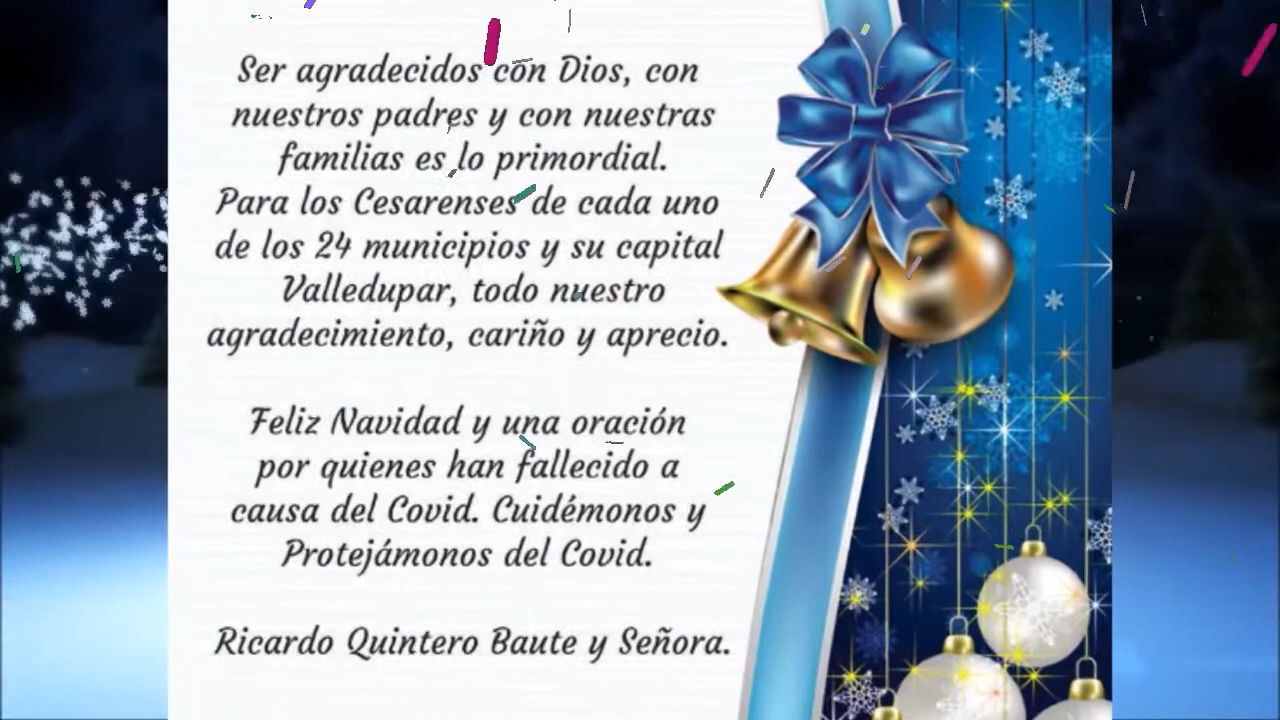 Ser agradecidos con Dios, con
nuestros padres y con nuestras
familias es lo primordial.
Para los Cesarenses de cada uno
de los 24 municipios y su capital
Valledupar, todo nuestro
agradecimiento, cariño y aprecio.
Feliz Navidad y una oración
por quienes han fallecido a
causa del Covid. Cuidémonos y
Protejámonos del Covid.
Ricardo Quintero Baute y Señora.